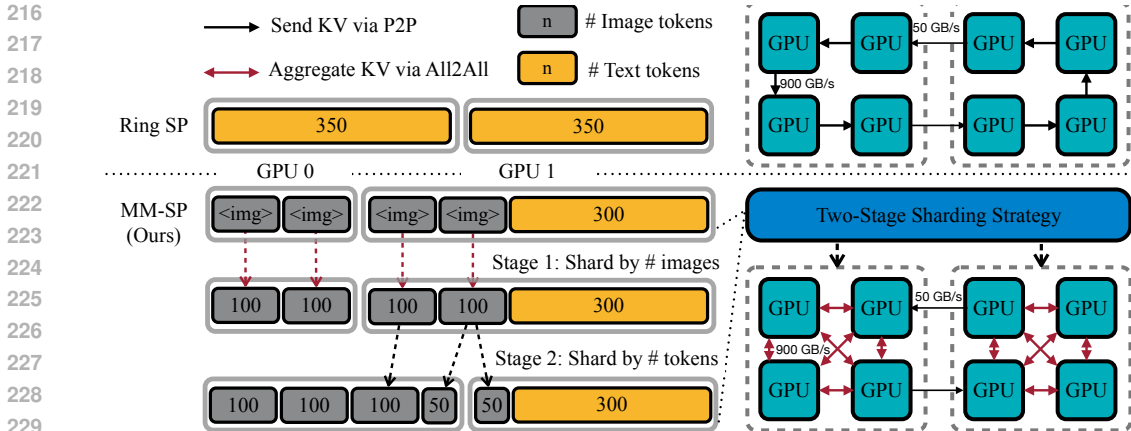 216
217
218
219
220
221
222
223
224
225
226
227
228
229
Send KV via P2P
n # Image tokens
Aggregate KV via All2All
n # Text tokens
Ring SP
350 350
GPU 0 GPU 1
MM-SP
(Ours)
<img> <img> <img> <img> 300
Stage 1: Shard by # images
100 100 100 100 300
Stage 2: Shard by # tokens
100 100 100 50 50 300
GPU GPU 50 GB/s GPU GPU
900 GB/s
GPU GPU GPU GPU
Two-Stage Sharding Strategy
GPU GPU 50 GB/s GPU GPU
900 GB/s
GPU GPU GPU GPU